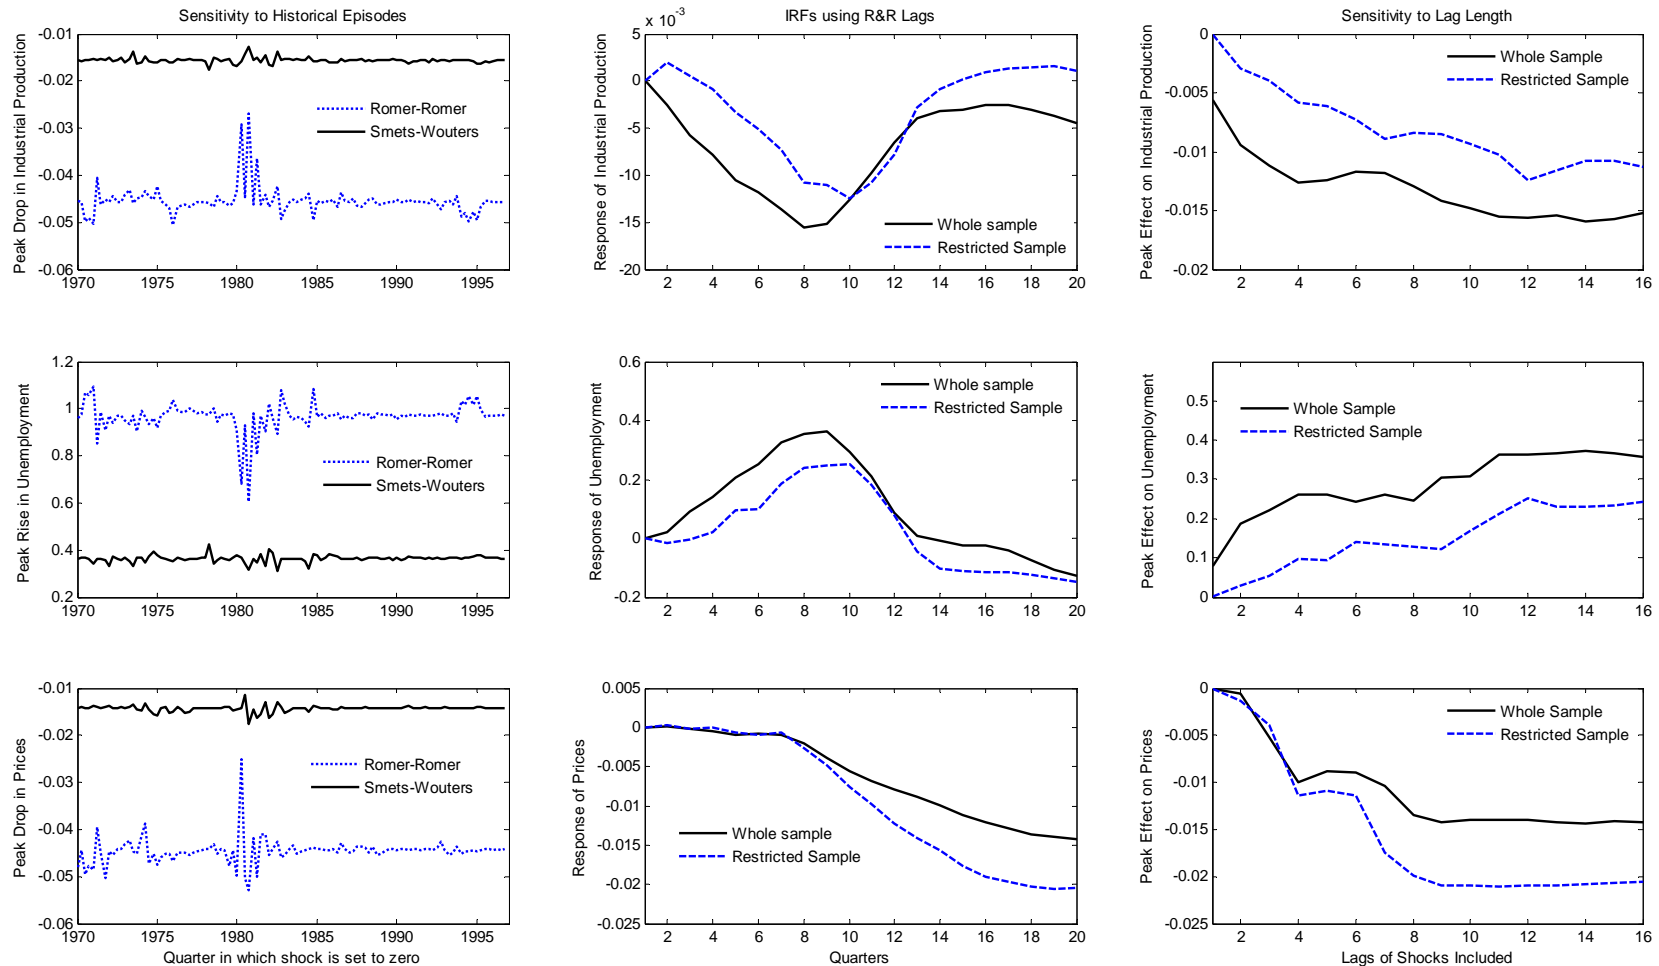 Sensitivity to Historical Episodes
Peak Drop in Industrial Production
-0.01
-0.02
-0.03
-0.04
-0.05
-0.06
1970 1975 1980 1985 1990 1995
Romer-Romer
Smets-Wouters
IRFs using R&R Lags
x 10-3
Response of Industrial Production
5
0
-5
-10
-15
-20
2 4 6 8 10 12 14 16 18 20
Whole sample
Restricted Sample
Sensitivity to Lag Length
Peak Effect on Industrial Production
0
-0.005
-0.01
-0.015
-0.02
2 4 6 8 10 12 14 16
Whole Sample
Restricted Sample
Peak Rise in Unemployment
1.2
1
0.8
0.6
0.4
0.2
1970 1975 1980 1985 1990 1995
Romer-Romer
Smets-Wouters
Response of Unemployment
0.6
0.4
0.2
0
-0.2
2 4 6 8 10 12 14 16 18 20
Whole sample
Restricted Sample
Peak Effect on Unemployment
0.5
0.4
0.3
0.2
0.1
0
2 4 6 8 10 12 14 16
Whole Sample
Restricted Sample
Peak Drop in Prices
-0.01
-0.02
-0.03
-0.04
-0.05
-0.06
1970 1975 1980 1985 1990 1995
Romer-Romer
Smets-Wouters
Quarter in which shock is set to zero
Response of Prices
0.005
0
-0.005
-0.01
-0.015
-0.02
-0.025
2 4 6 8 10 12 14 16 18 20
Whole sample
Restricted Sample
Quarters
Peak Effect on Prices
0
-0.005
-0.01
-0.015
-0.02
-0.025
2 4 6 8 10 12 14 16
Whole Sample
Restricted Sample
Lags of Shocks Included